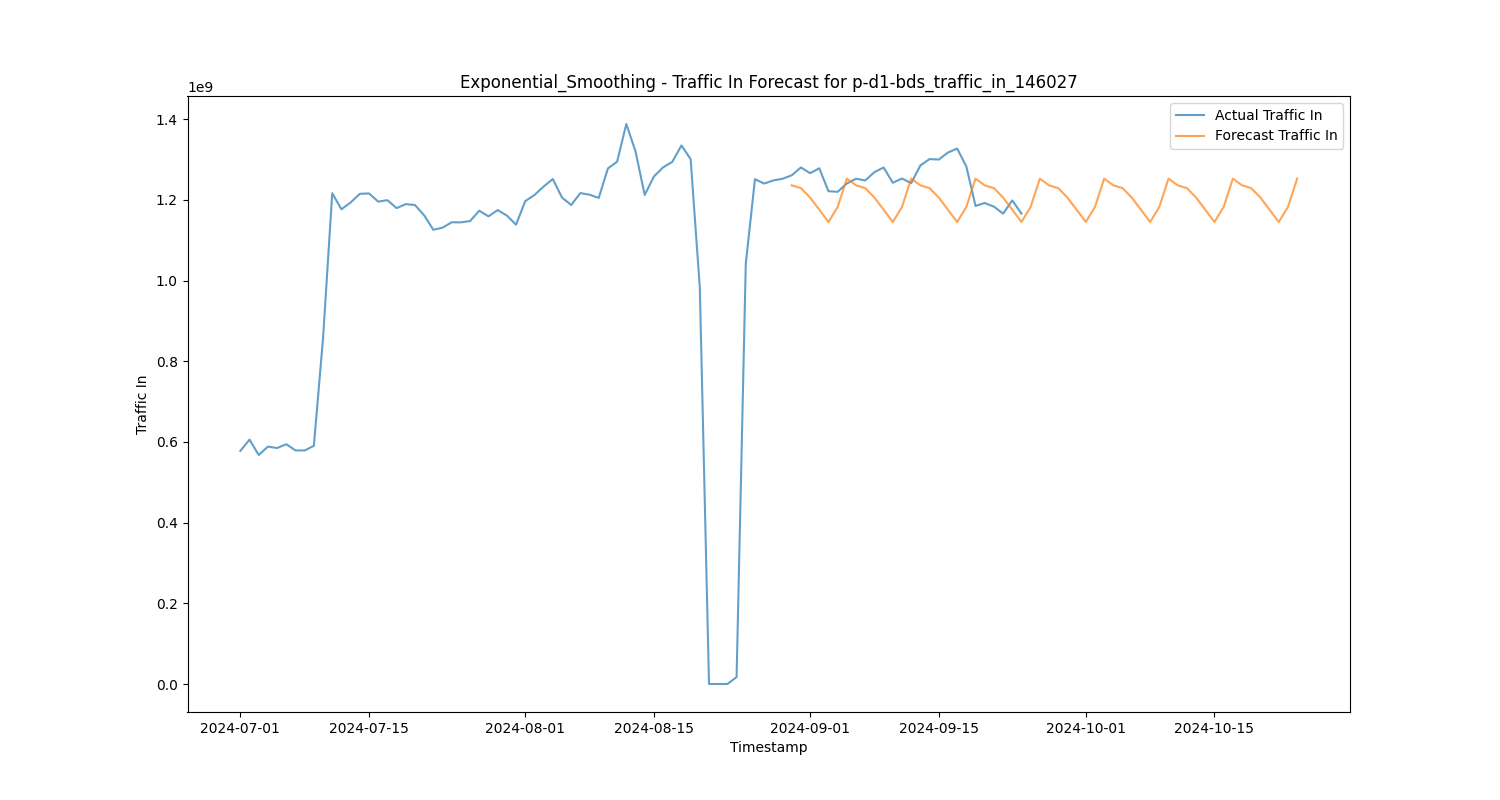 Exponential_Smoothing - Traffic In Forecast for p-d1-bds_traffic_in_146027
1e9
Actual Traffic In
Forecast Traffic In
1.4
1.2
1.0
0.8
0.6
0.4
0.2
0.0
Traffic In
2024-07-01 2024-07-15 2024-08-01 2024-08-15 2024-09-01 2024-09-15 2024-10-01 2024-10-15
Timestamp